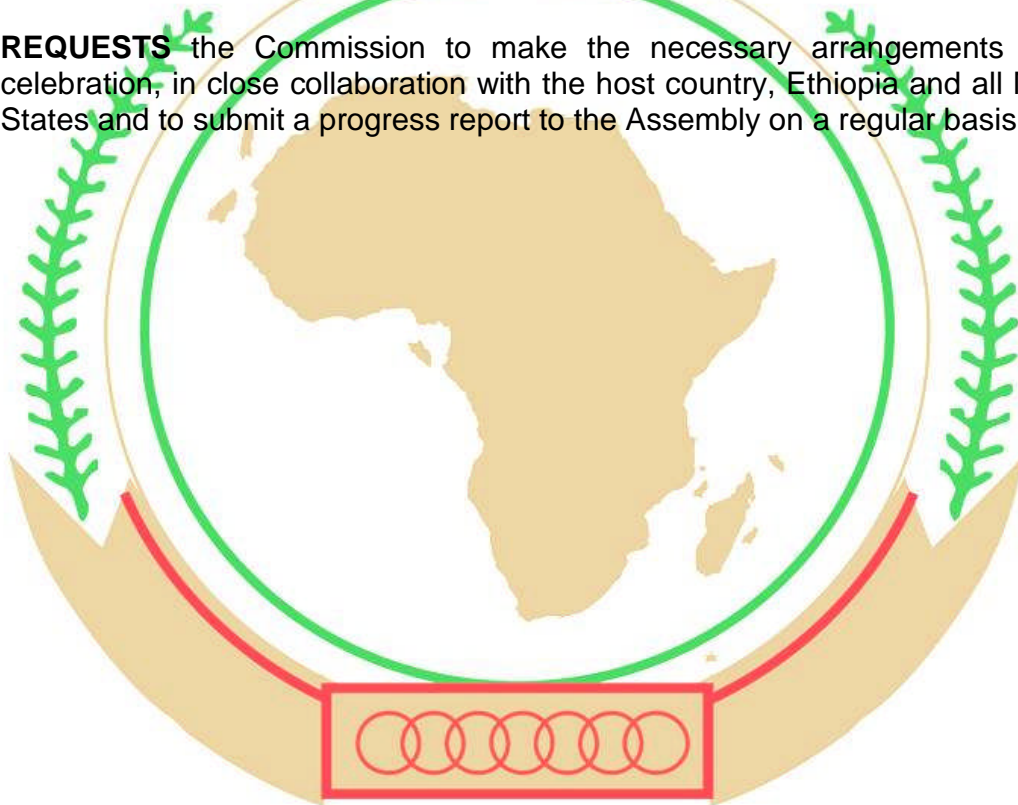 REQUESTS the Commission to make the necessary arrangements
celebration, in close collaboration with the host country, Ethiopia and all
States and to submit a progress report to the Assembly on a regular basis